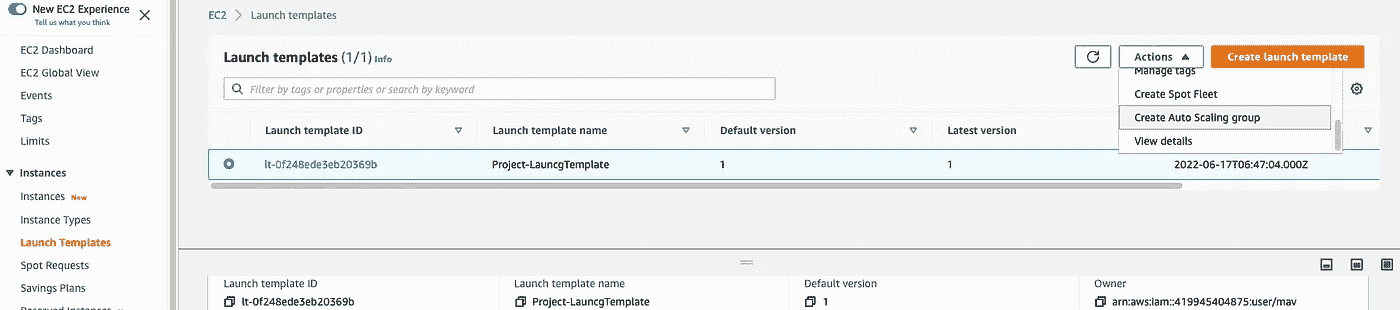 New EC2 Experience
Tell us what you think
EC2 Dashboard
EC2 Global View
Events
Tags
Limits
Instances
Instances New
Instance Types
Launch Templates
Spot Requests
Savings Plans
Reserved Instances
EC2 > Launch templates
Launch templates (1/1) Info
Actions
Create launch template
Filter by tags or properties or search by keyword
Manage tags
Create Spot Fleet
Create Auto Scaling group
View details
Launch template ID Launch template name Default version Latest version
lt-0f248ede3eb20369b Project-LauncgTemplate 1 1 2022-06-17T06:47:04.000Z
Launch template ID Launch template name Default version Owner
lt-0f248ede3eb20369b Project-LauncgTemplate 1 arn:aws:iam::419945404875:user/mav